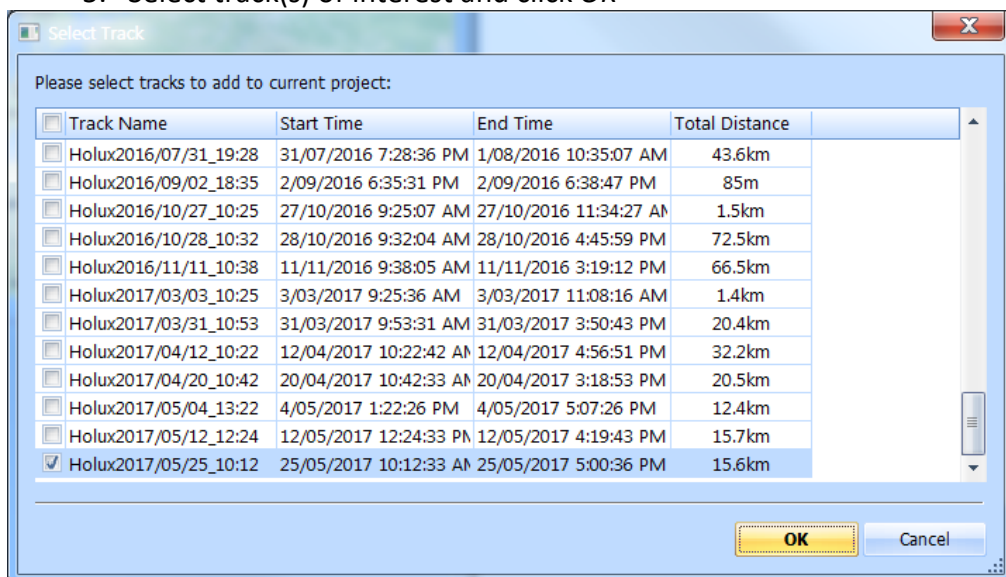 3. Select track(s) of interest and click OK
Select Track
Please select tracks to add to current project:
Track Name Start Time End Time Total Distance
Holux2016/07/31_19:28 31/07/2016 7:28:36 PM 1/08/2016 10:35:07 AM 43.6km
Holux2016/09/02_18:35 2/09/2016 6:35:31 PM 2/09/2016 6:38:47 PM 85m
Holux2016/10/27_10:25 27/10/2016 9:25:07 AM 27/10/2016 11:34:27 AM 1.5km
Holux2016/10/28_10:32 28/10/2016 9:32:04 AM 28/10/2016 4:45:59 PM 72.5km
Holux2016/11/11_10:38 11/11/2016 9:38:05 AM 11/11/2016 3:19:12 PM 66.5km
Holux2017/03/03_10:25 3/03/2017 9:25:36 AM 3/03/2017 11:08:16 AM 1.4km
Holux2017/03/31_10:53 31/03/2017 9:53:31 AM 31/03/2017 3:50:43 PM 20.4km
Holux2017/04/12_10:22 12/04/2017 10:22:42 AM 12/04/2017 4:56:51 PM 32.2km
Holux2017/04/20_10:42 20/04/2017 10:42:33 AM 20/04/2017 3:18:53 PM 20.5km
Holux2017/05/04_13:22 4/05/2017 1:22:26 PM 4/05/2017 5:07:26 PM 12.4km
Holux2017/05/12_12:24 12/05/2017 12:24:33 PM 12/05/2017 4:19:43 PM 15.7km
Holux2017/05/25_10:12 25/05/2017 10:12:33 AM 25/05/2017 5:00:36 PM 15.6km
OK Cancel